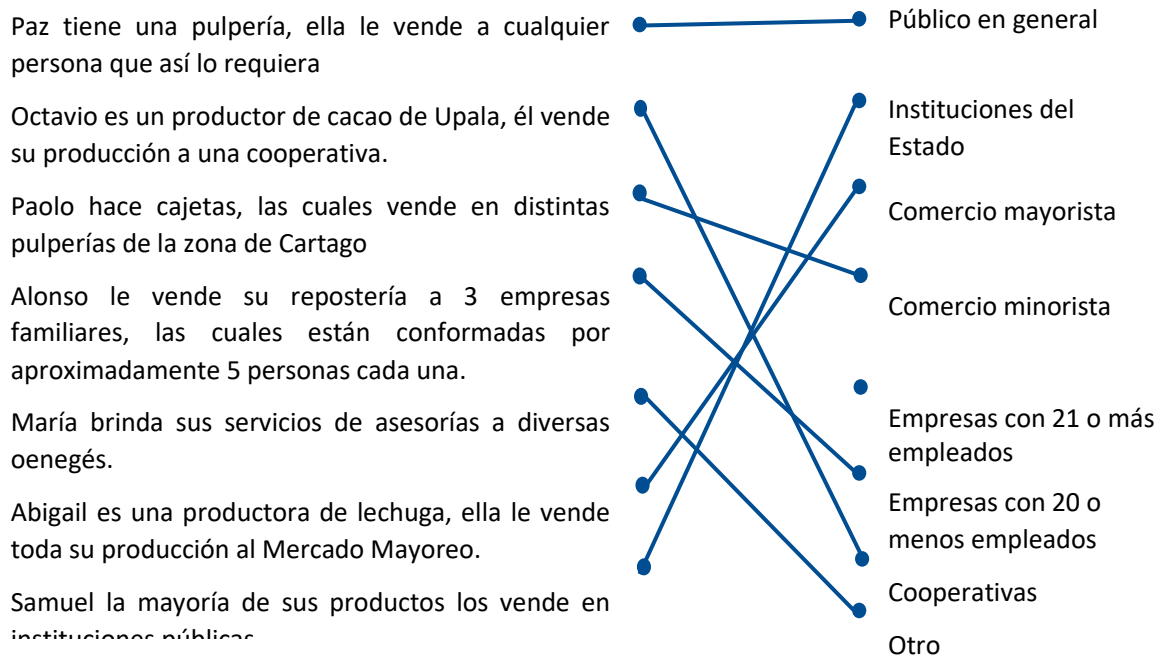 Paz tiene una pulpería, ella le vende a cualquier
persona que así lo requiera
Octavio es un productor de cacao de Upala, él vende
su producción a una cooperativa.
Paolo hace cajetas, las cuales vende en distintas
pulperías de la zona de Cartago
Alonso le vende su repostería a 3 empresas
familiares, las cuales están conformadas por
aproximadamente 5 personas cada una.
María brinda sus servicios de asesorías a diversas
oenegés.
Abigail es una productora de lechuga, ella le vende
toda su producción al Mercado Mayoreo.
Samuel la mayoría de sus productos los vende en
instituciones públicas
Público en general
Instituciones del
Estado
Comercio mayorista
Comercio minorista
Empresas con 21 o más
empleados
Empresas con 20 o
menos empleados
Cooperativas
Otro